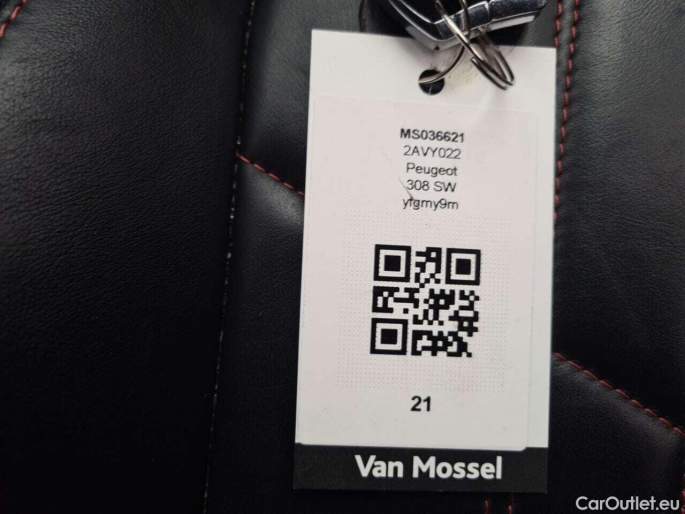 MS036621
2AVY022
Peugeot
308 SW
yfgmy9m
21
Van Mossel
CarOutlet.eu